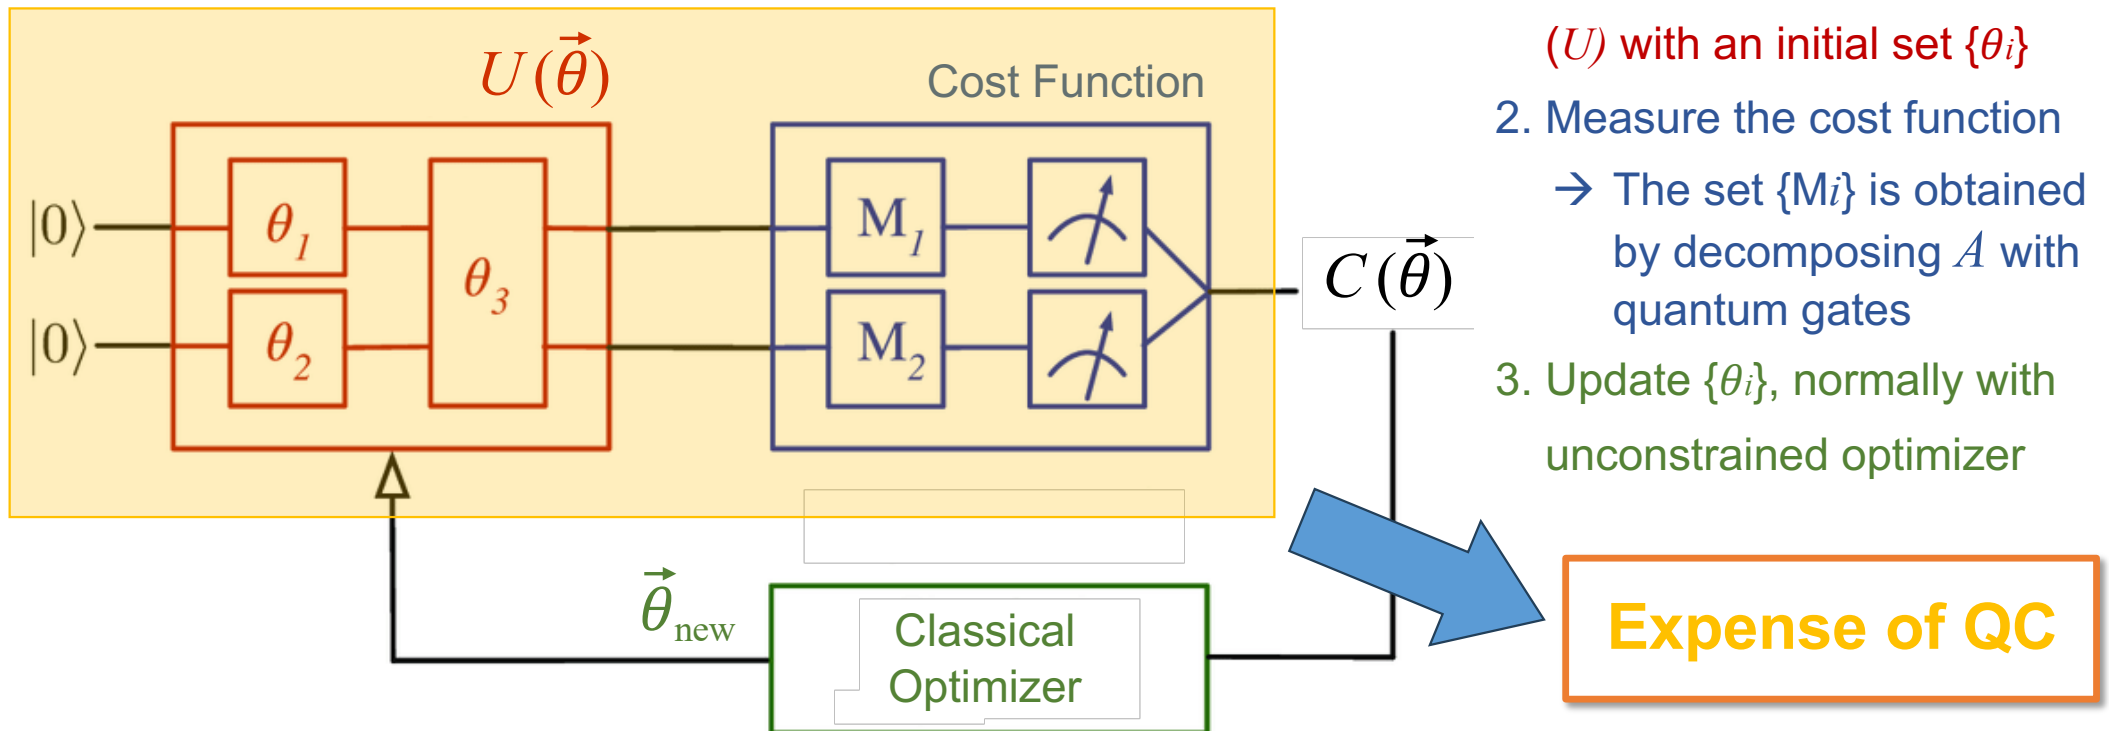 U(θ⃗)
Cost Function
|0⟩
θ1
θ3
M1
|0⟩
θ2
M2
C(θ⃗)
θ⃗new
Classical
Optimizer
(U) with an initial set {θi}
2. Measure the cost function
→ The set {Mi} is obtained
by decomposing A with
quantum gates
3. Update {θi}, normally with
unconstrained optimizer
Expense of QC